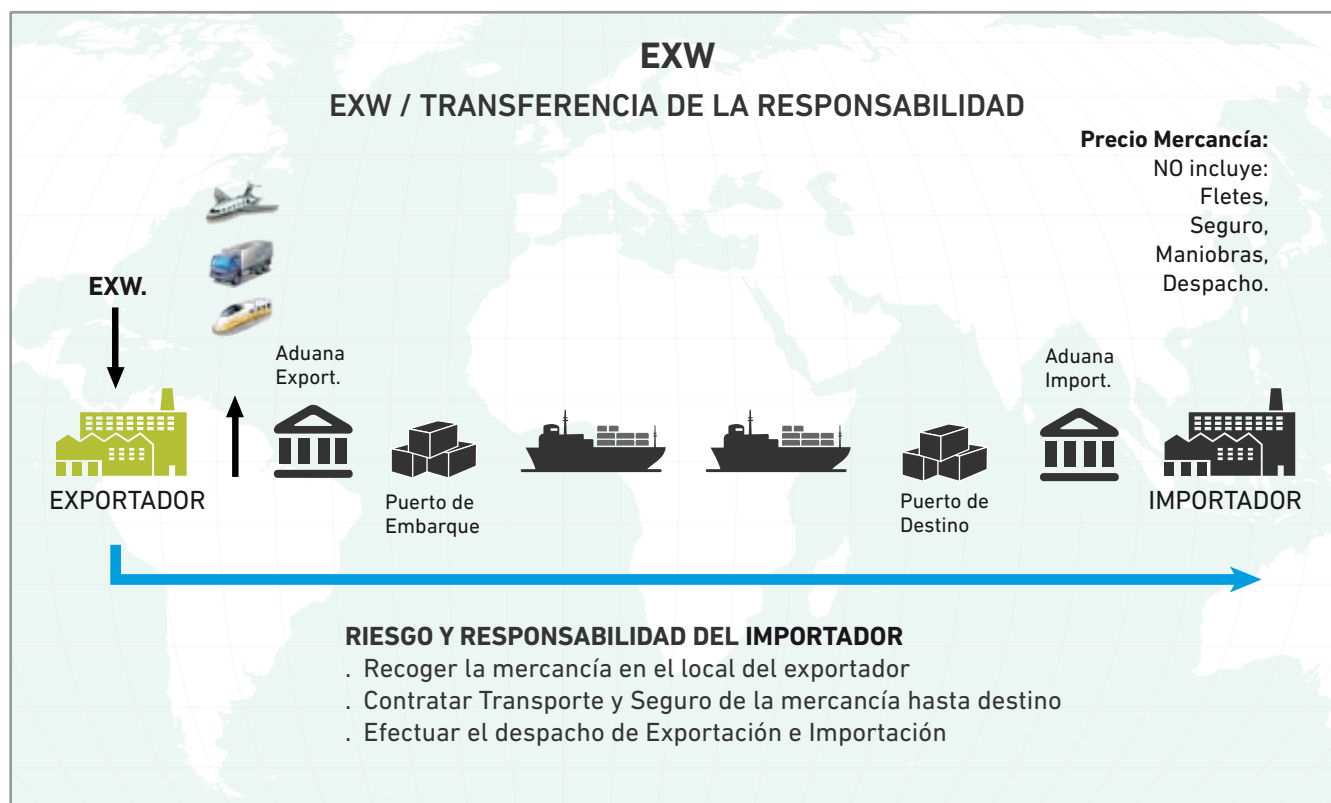 EXW
EXW / TRANSFERENCIA DE LA RESPONSABILIDAD
Precio Mercancía:
NO incluye:
Fletes,
Seguro,
Maniobras,
Despacho.
EXW.
Aduana
Export.
Aduana
Import.
EXPORTADOR
Puerto de
Embarque
Puerto de
Destino
IMPORTADOR
RIESGO Y RESPONSABILIDAD DEL IMPORTADOR
. Recoger la mercancía en el local del exportador
. Contratar Transporte y Seguro de la mercancía hasta destino
. Efectuar el despacho de Exportación e Importación